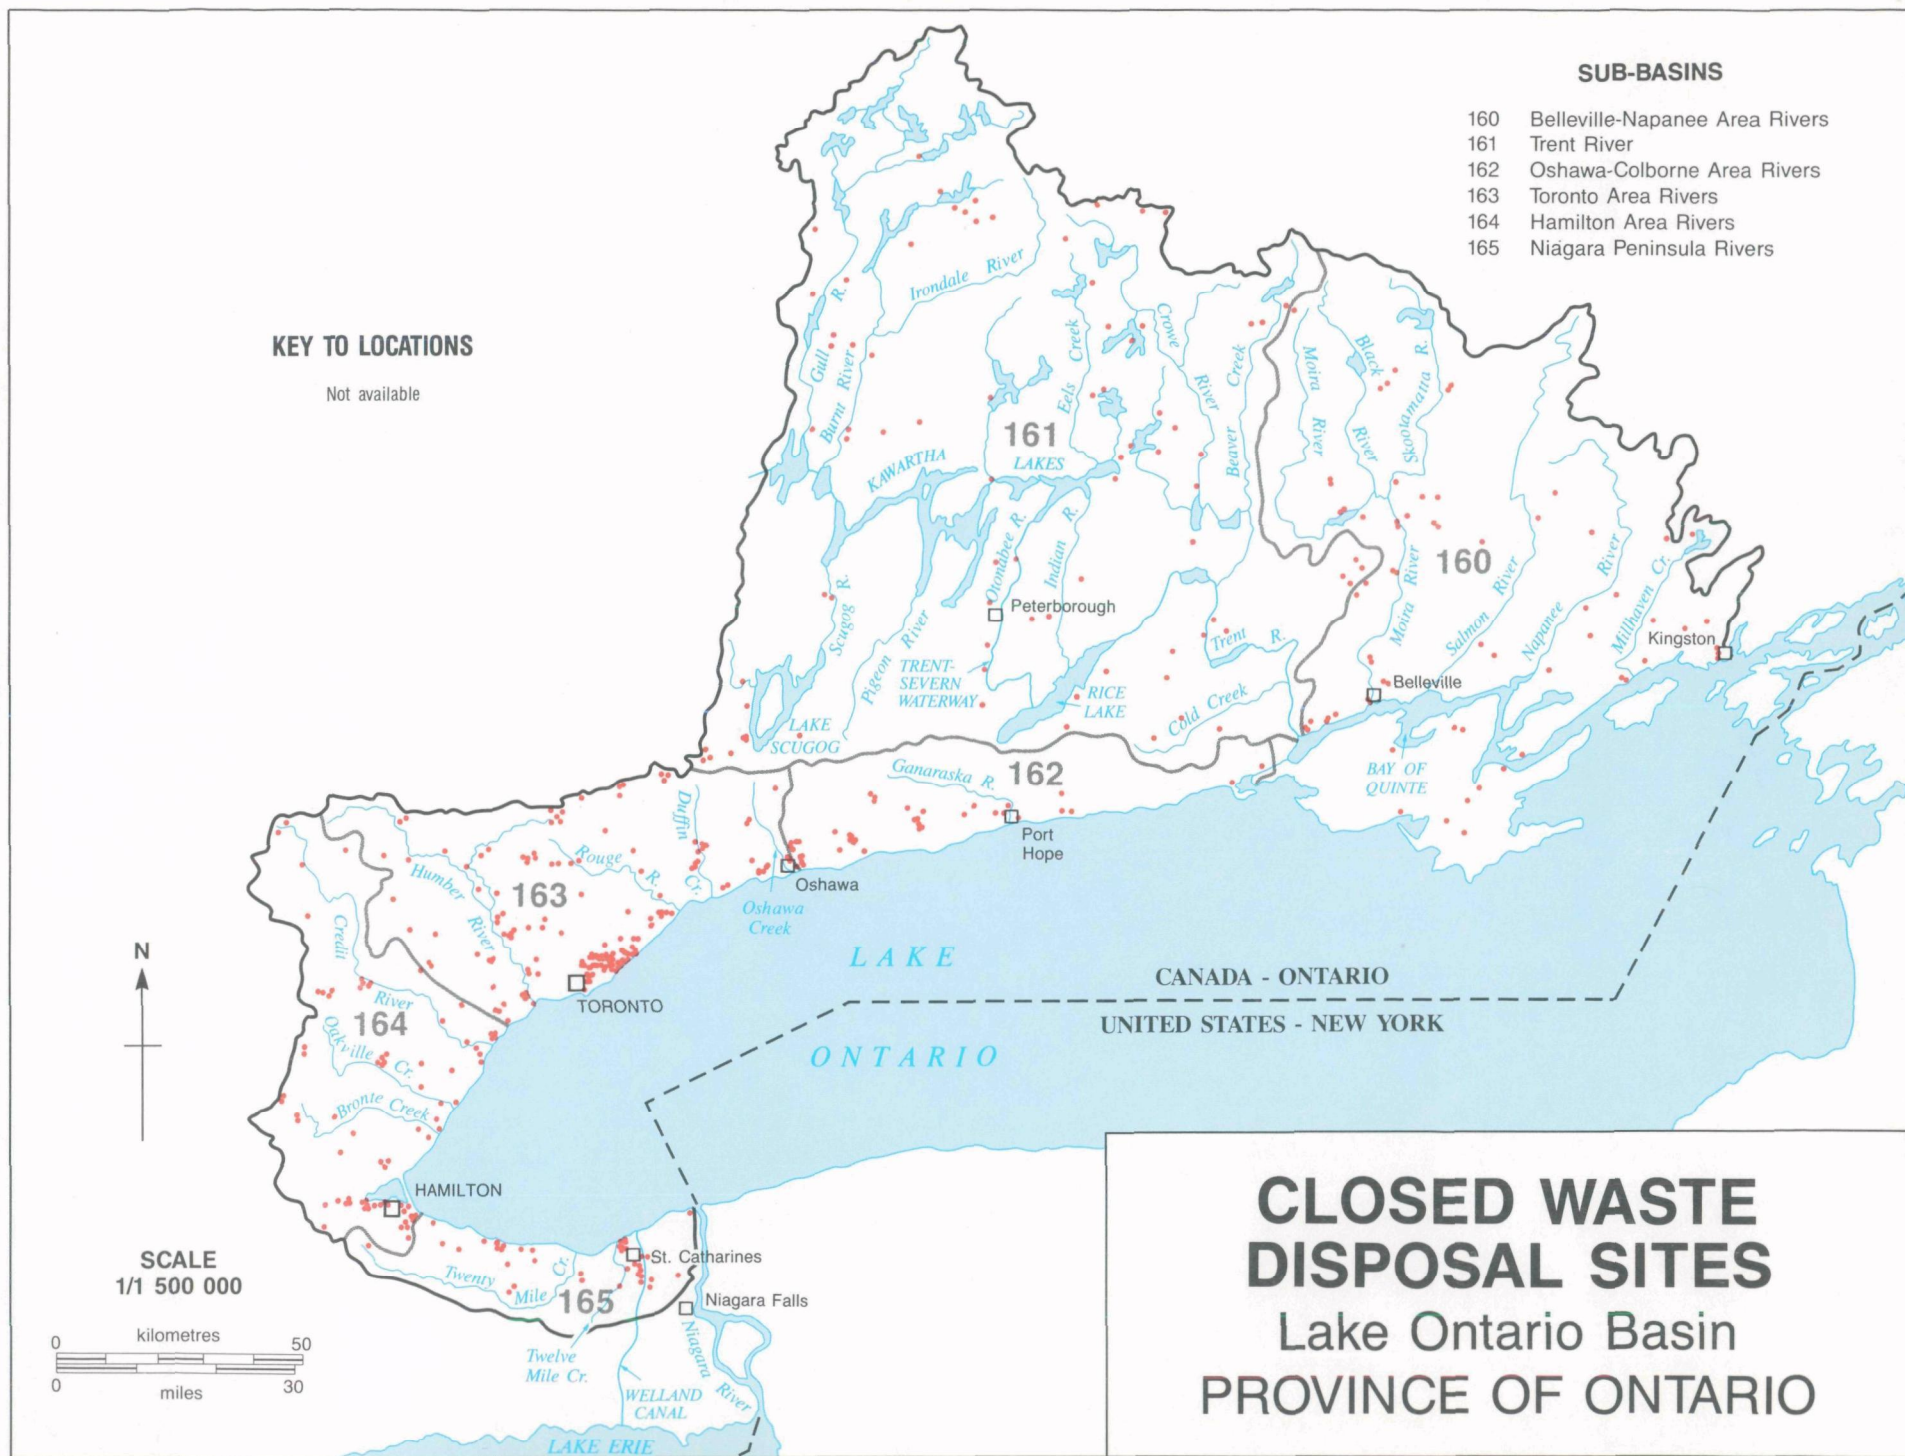 SUB-BASINS
160 Belleville-Napanee Area Rivers
161 Trent River
162 Oshawa-Colborne Area Rivers
163 Toronto Area Rivers
164 Hamilton Area Rivers
165 Niagara Peninsula Rivers
KEY TO LOCATIONS
Not available
Gull R.
Burnt River
Irondale River
Eels Creek
Crowe River
Beaver Creek
Moira River
Black River
Skootamatta R.
161
KAWARTHA LAKES
Scugog R.
Pigeon River
Otonabee R.
Indian R.
Peterborough
TRENT-
SEVERN
WATERWAY
RICE
LAKE
Trent R.
Cold Creek
LAKE
SCUGOG
160
Moira River
Salmon River
Napanee River
Millhaven Cr.
Kingston
Belleville
BAY OF
QUINTE
162
Ganaraska R.
Port
Hope
Duffin Cr.
Oshawa
Oshawa
Creek
Rouge R.
163
Humber River
TORONTO
Credit River
164
Oakville Cr.
Bronte Creek
HAMILTON
LAKE
ONTARIO
CANADA - ONTARIO
UNITED STATES - NEW YORK
N
St. Catharines
Twenty Mile Cr.
165
Niagara Falls
Twelve
Mile Cr.
Niagara River
WELLAND
CANAL
LAKE ERIE
SCALE
1/1 500 000
kilometres
0 50
0 30
miles
CLOSED WASTE
DISPOSAL SITES
Lake Ontario Basin
PROVINCE OF ONTARIO